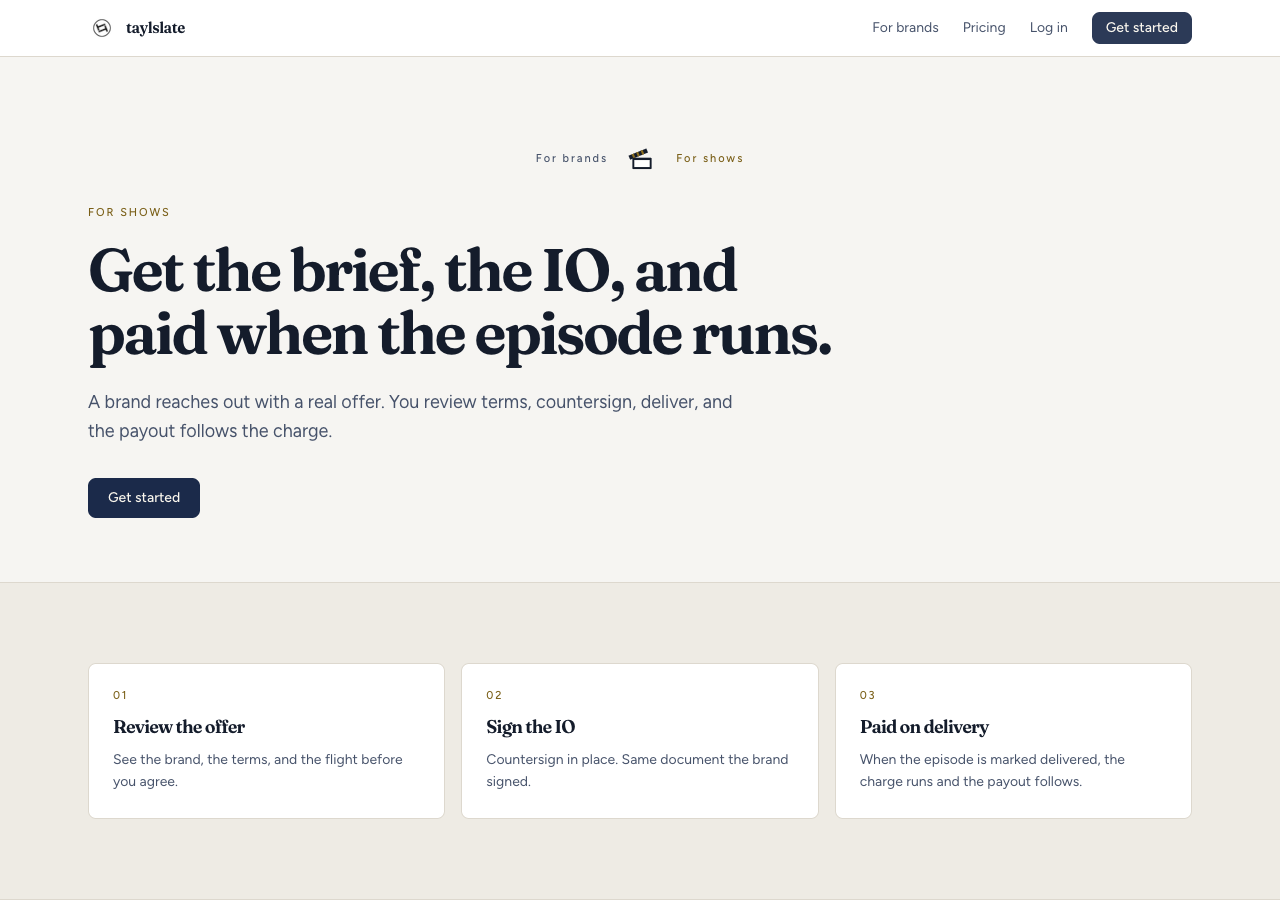 taylslate
For brands
Pricing
Log in
Get started
For brands
For shows
FOR SHOWS
Get the brief, the IO, and
paid when the episode runs.
A brand reaches out with a real offer. You review terms, countersign, deliver, and
the payout follows the charge.
Get started
01
Review the offer
See the brand, the terms, and the flight before
you agree.
02
Sign the IO
Countersign in place. Same document the brand
signed.
03
Paid on delivery
When the episode is marked delivered, the
charge runs and the payout follows.